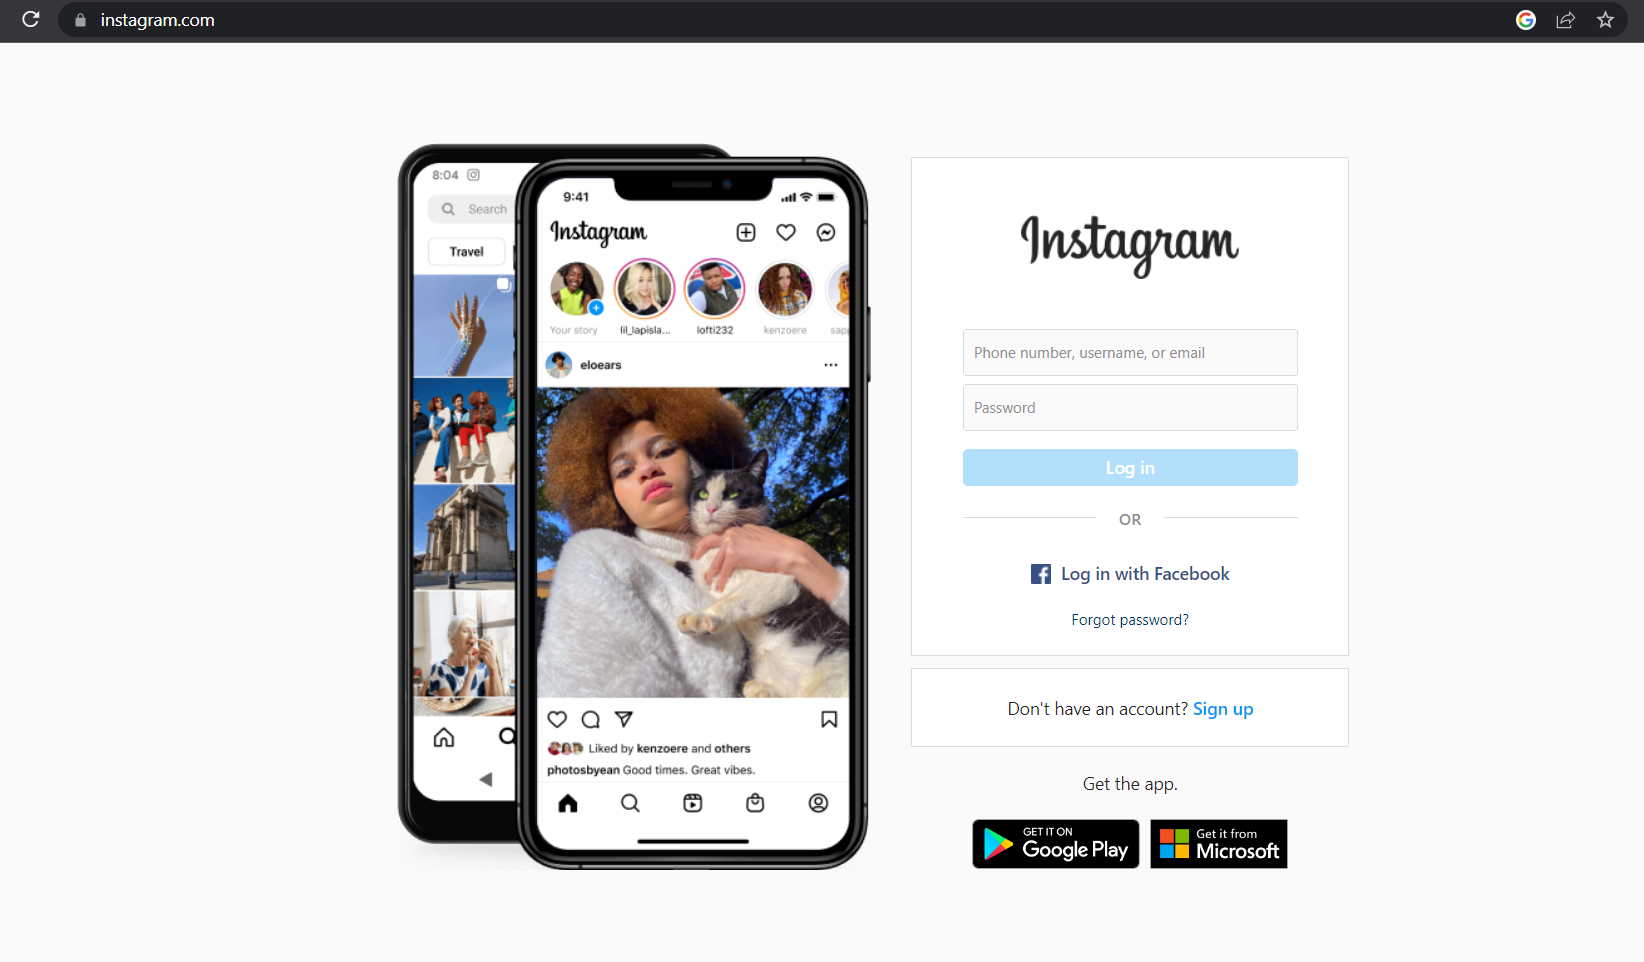 instagram.com
8:04
Search
Travel
9:41
Instagram
Your story
lil_lapisla...
lofti232
kenzoere
sapp
eloears
Liked by kenzoere and others
photosbyean Good times. Great vibes.
Instagram
Phone number, username, or email
Password
Log in
OR
Log in with Facebook
Forgot password?
Don't have an account? Sign up
Get the app.
GET IT ON
Google Play
Get it from
Microsoft